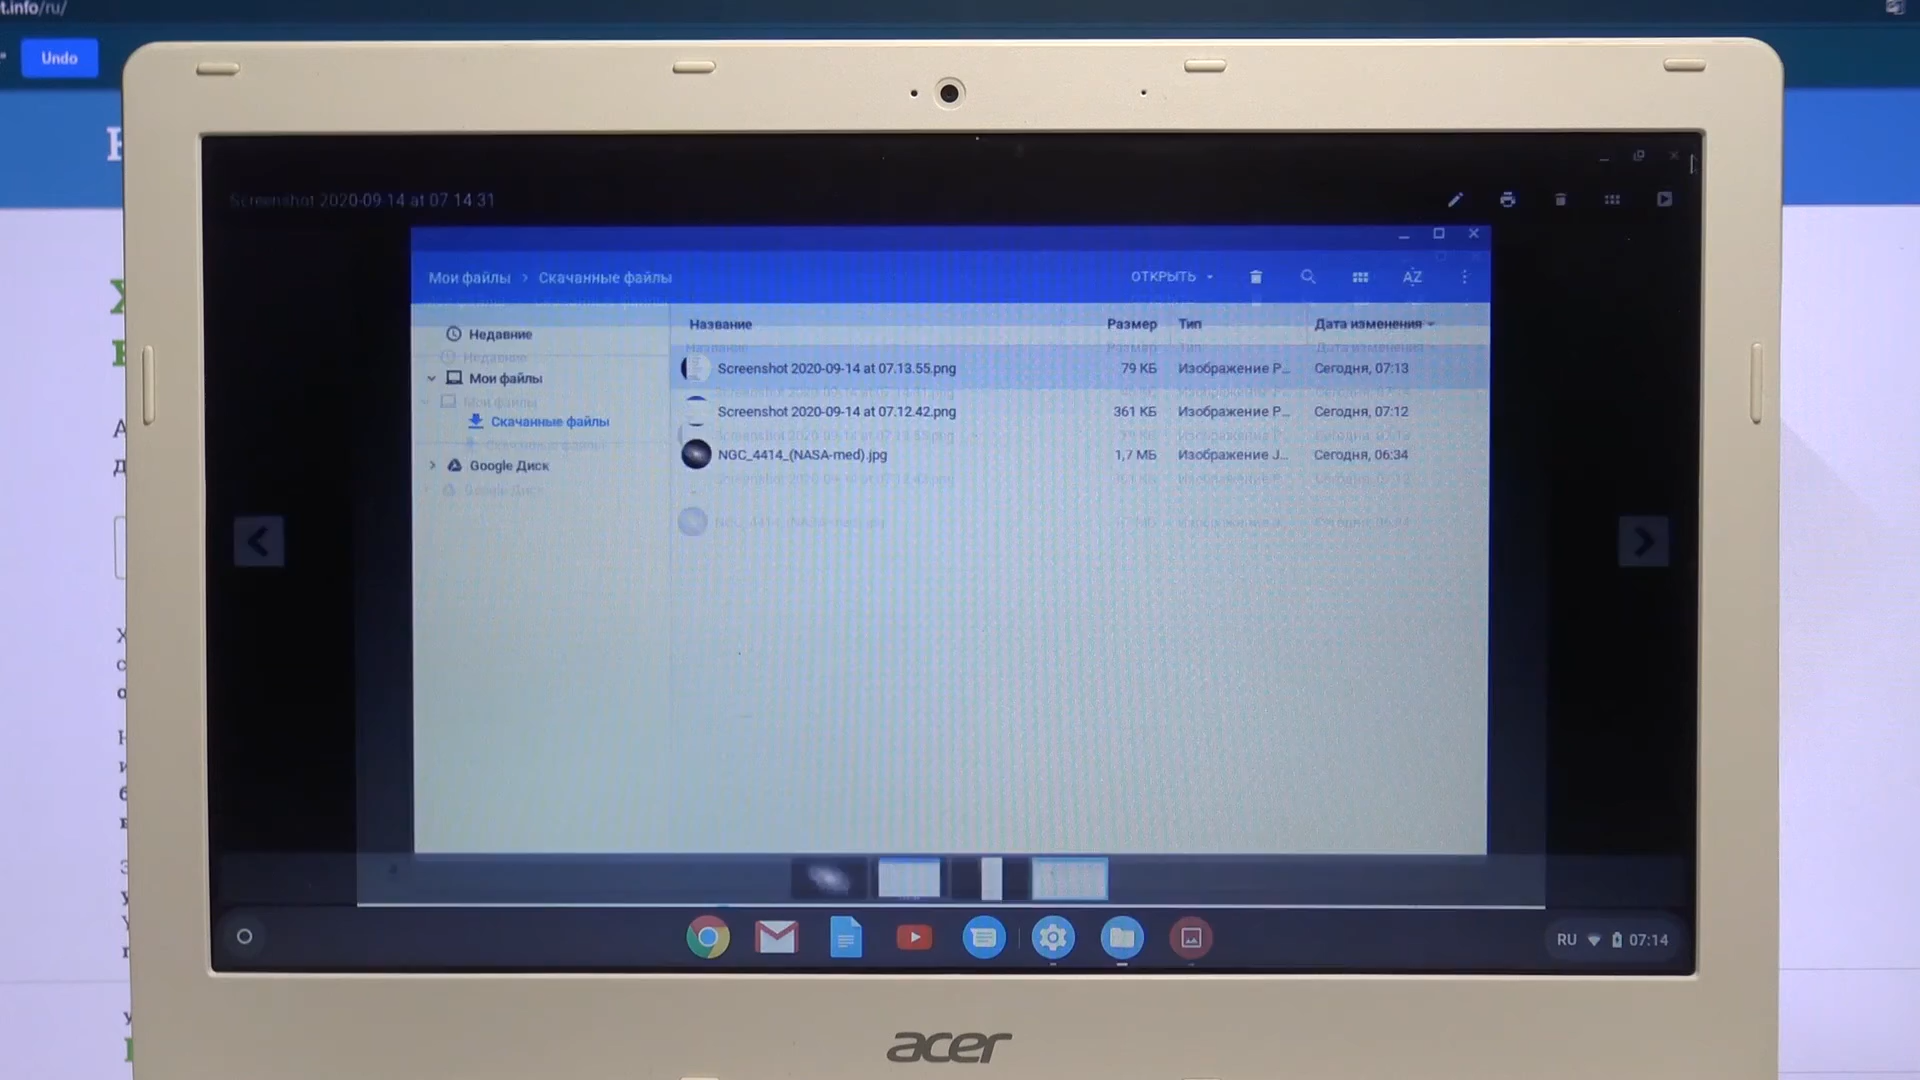 t.info/ru/
Undo
Screenshot 2020-09-14 at 07.14.31
Мои файлы > Скачанные файлы
ОТКРЫТЬ
AZ
Название Размер Тип Дата изменения
Недавние
Мои файлы
Скачанные файлы
Google Диск
Screenshot 2020-09-14 at 07.13.55.png 79 КБ Изображение P... Сегодня, 07:13
Screenshot 2020-09-14 at 07.12.42.png 361 КБ Изображение P... Сегодня, 07:12
NGC_4414_(NASA-med).jpg 1,7 МБ Изображение J... Сегодня, 06:34
RU 07:14
acer